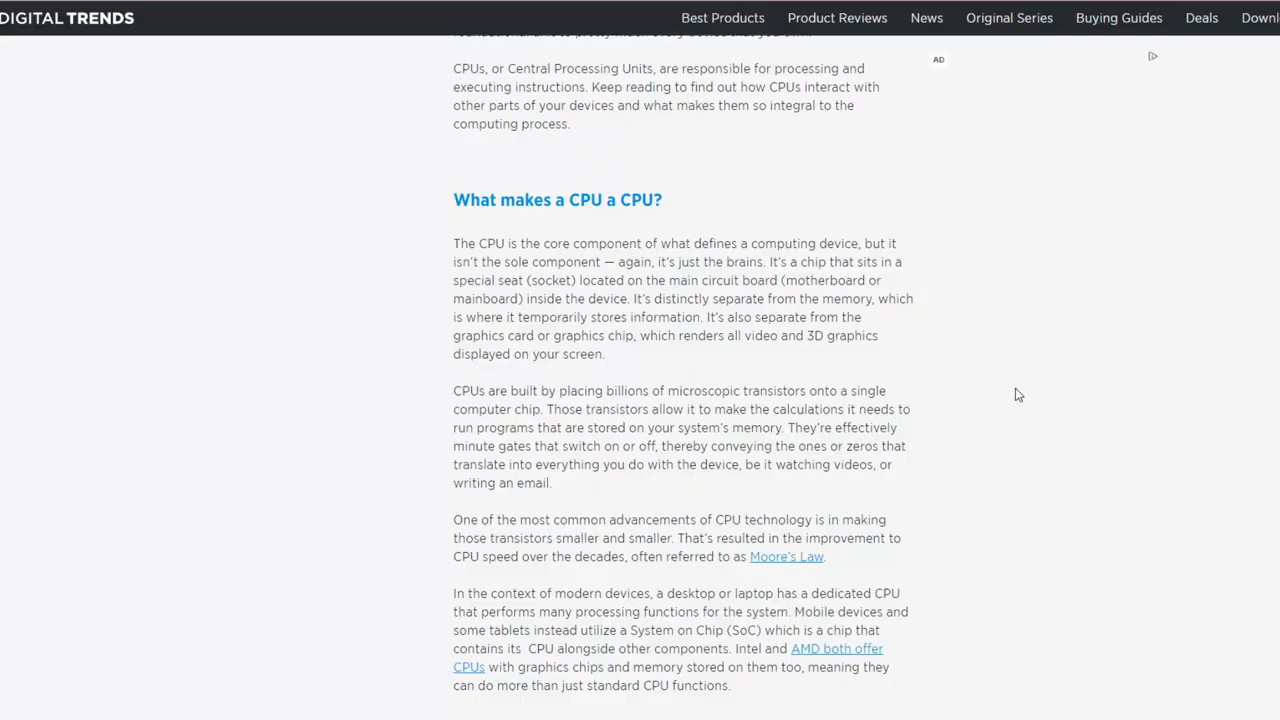 DIGITAL TRENDS
Best Products Product Reviews News Original Series Buying Guides Deals
AD
CPUs, or Central Processing Units, are responsible for processing and
executing instructions. Keep reading to find out how CPUs interact with
other parts of your devices and what makes them so integral to the
computing process.
What makes a CPU a CPU?
The CPU is the core component of what defines a computing device, but it
isn't the sole component — again, it's just the brains. It's a chip that sits in a
special seat (socket) located on the main circuit board (motherboard or
mainboard) inside the device. It's distinctly separate from the memory, which
is where it temporarily stores information. It's also separate from the
graphics card or graphics chip, which renders all video and 3D graphics
displayed on your screen.
CPUs are built by placing billions of microscopic transistors onto a single
computer chip. Those transistors allow it to make the calculations it needs to
run programs that are stored on your system's memory. They're effectively
minute gates that switch on or off, thereby conveying the ones or zeros that
translate into everything you do with the device, be it watching videos, or
writing an email.
One of the most common advancements of CPU technology is in making
those transistors smaller and smaller. That's resulted in the improvement to
CPU speed over the decades, often referred to as Moore's Law.
In the context of modern devices, a desktop or laptop has a dedicated CPU
that performs many processing functions for the system. Mobile devices and
some tablets instead utilize a System on Chip (SoC) which is a chip that
contains its CPU alongside other components. Intel and AMD both offer
CPUs with graphics chips and memory stored on them too, meaning they
can do more than just standard CPU functions.